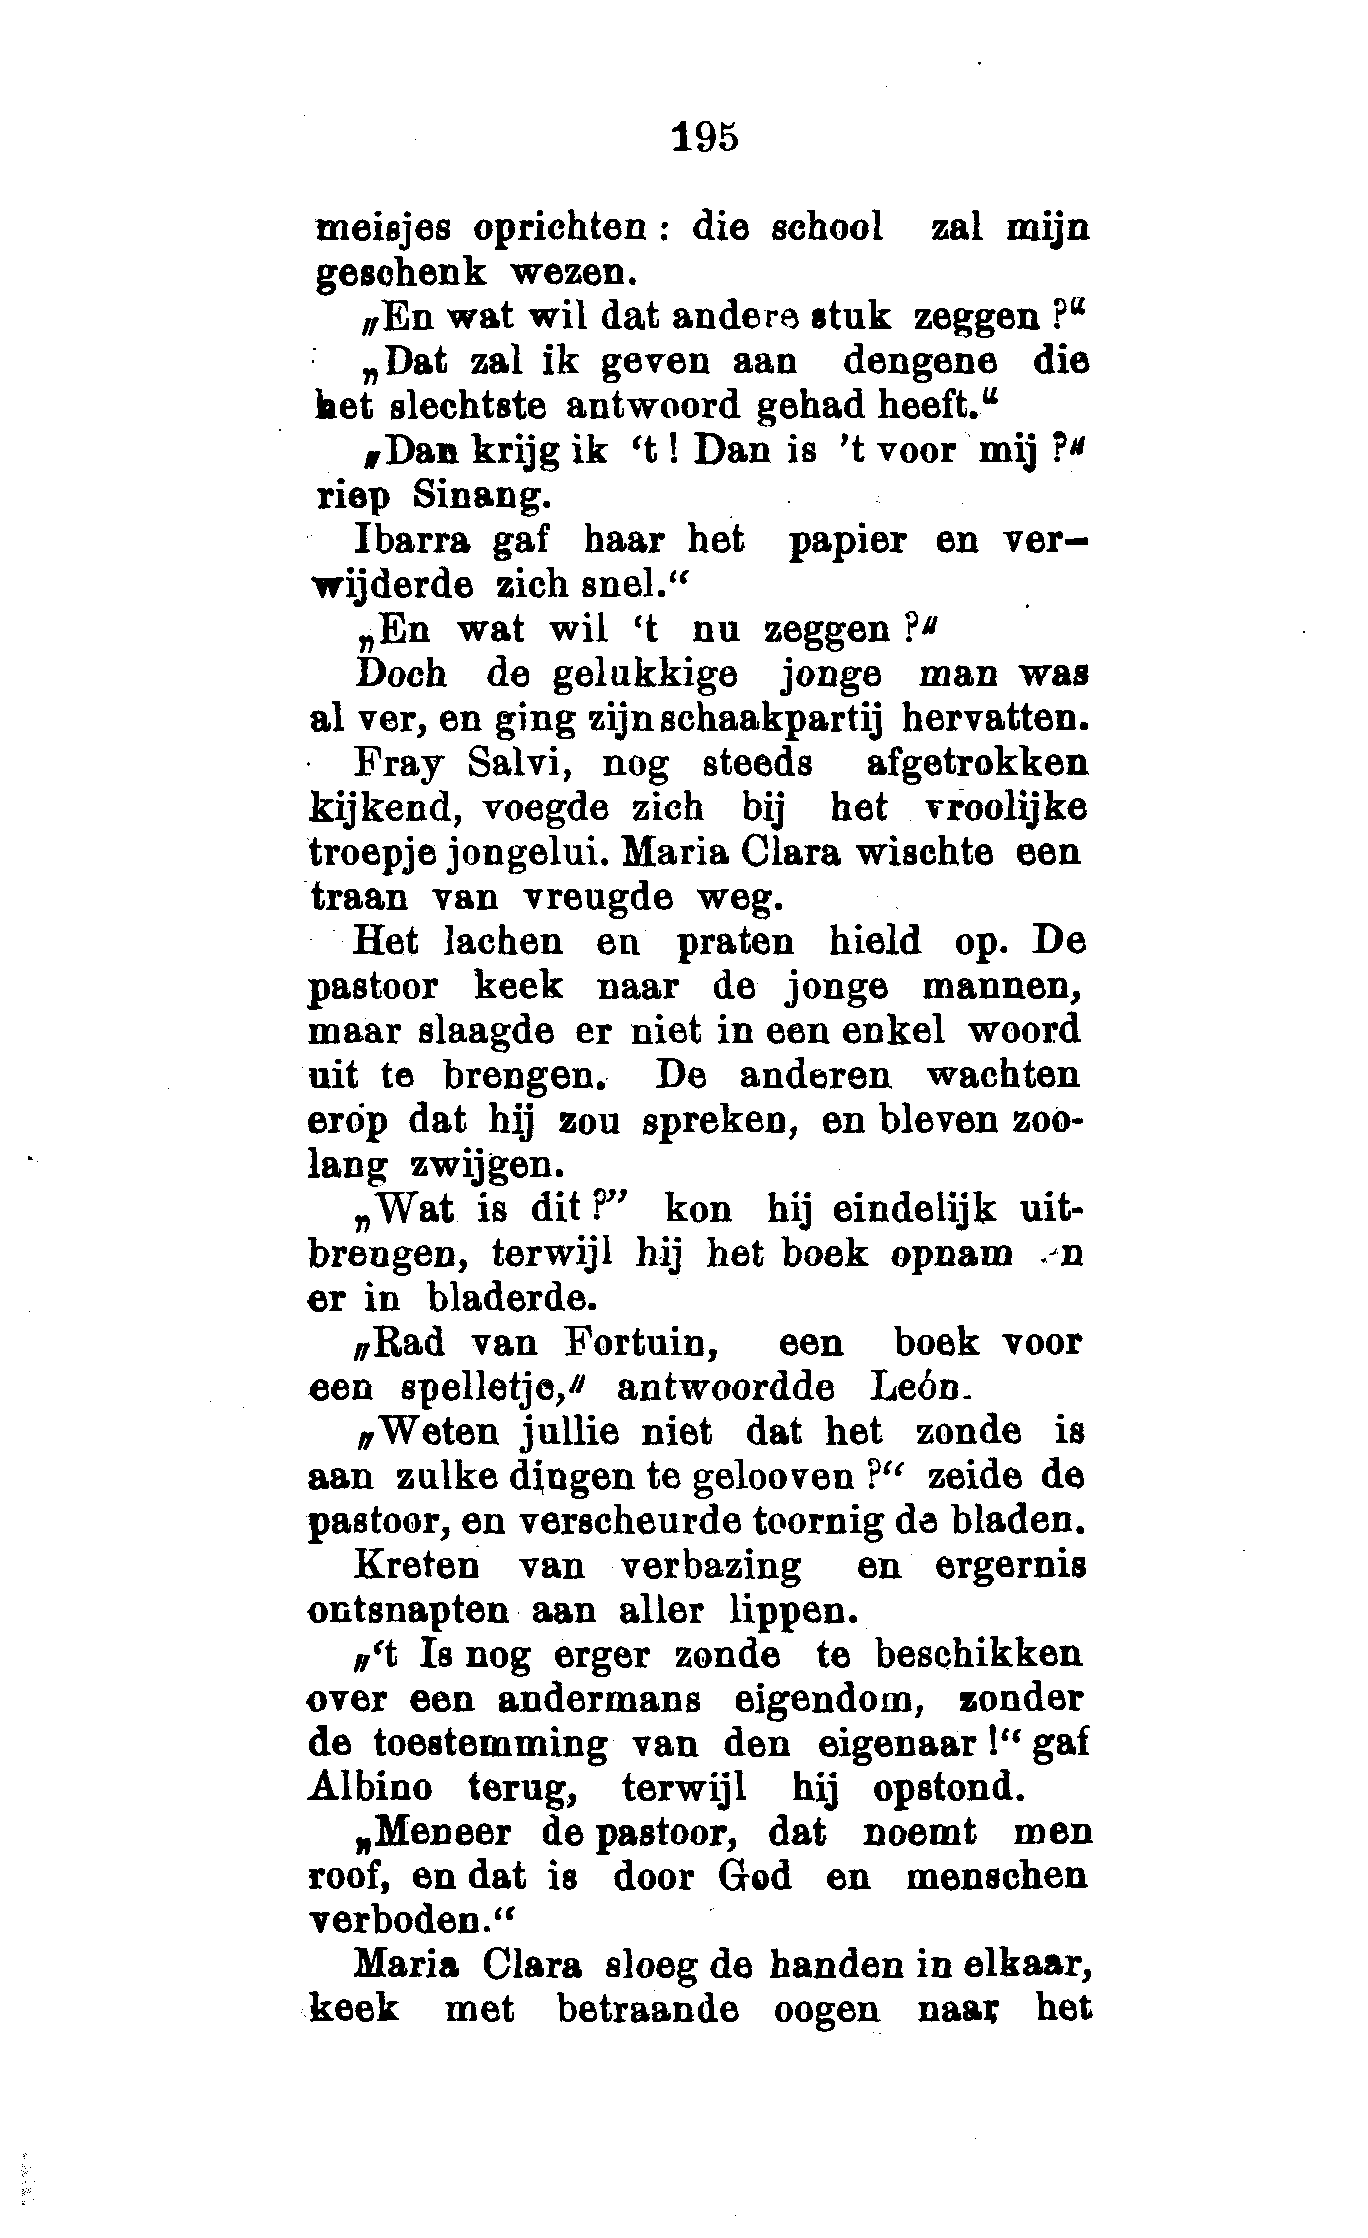 195
meisjes oprichten : die school zal mijn
geschenk wezen.
„En wat wil dat andere stuk zeggen ?“
„Dat zal ik geven aan dengene die
het slechtste antwoord gehad heeft.“
„Dan krijg ik ‘t ! Dan is ’t voor mij ?“
riep Sinang.
Ibarra gaf haar het papier en ver-
wijderde zich snel.“
„En wat wil ‘t nu zeggen ?“
Doch de gelukkige jonge man was
al ver, en ging zijn schaakpartij hervatten.
Fray Salvi, nog steeds afgetrokken
kijkend, voegde zich bij het vroolijke
troepje jongelui. Maria Clara wischte een
traan van vreugde weg.
Het lachen en praten hield op. De
pastoor keek naar de jonge mannen,
maar slaagde er niet in een enkel woord
uit te brengen. De anderen wachten
erop dat hij zou spreken, en bleven zoo-
lang zwijgen.
„Wat is dit ?” kon hij eindelijk uit-
brengen, terwijl hij het boek opnam en
er in bladerde.
„Rad van Fortuin, een boek voor
een spelletje,“ antwoordde León.
„Weten jullie niet dat het zonde is
aan zulke dingen te gelooven ?“ zeide de
pastoor, en verscheurde toornig de bladen.
Kreten van verbazing en ergernis
ontsnapten aan aller lippen.
„‘t Is nog erger zonde te beschikken
over een andermans eigendom, zonder
de toestemming van den eigenaar !“ gaf
Albino terug, terwijl hij opstond.
„Meneer de pastoor, dat noemt men
roof, en dat is door God en menschen
verboden.“
Maria Clara sloeg de handen in elkaar,
keek met betraande oogen naar het